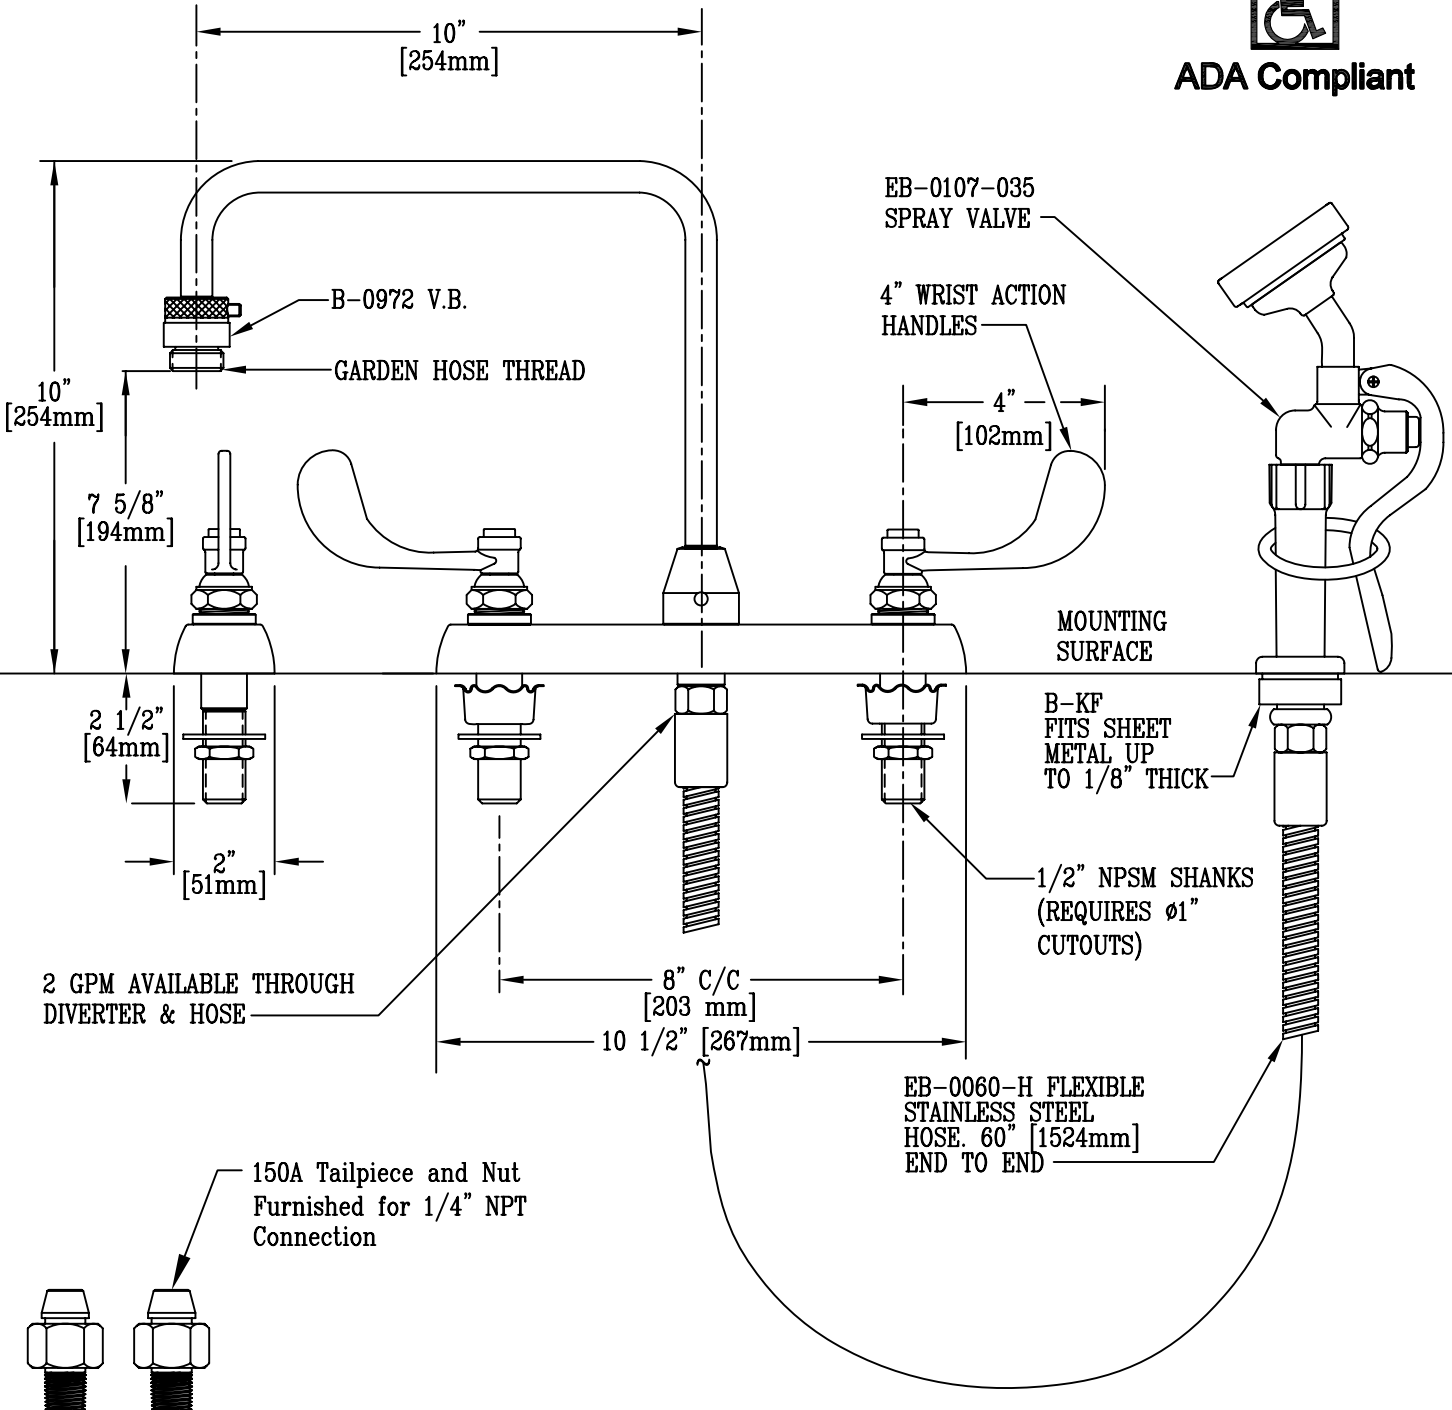 10"
[254mm]
ADA Compliant
EB-0107-035
SPRAY VALVE
B-0972 V.B.
4" WRIST ACTION
HANDLES
GARDEN HOSE THREAD
10"
[254mm]
4"
[102mm]
7 5/8"
[194mm]
MOUNTING
SURFACE
2 1/2"
[64mm]
B-KF
FITS SHEET
METAL UP
TO 1/8" THICK
2"
[51mm]
1/2" NPSM SHANKS
(REQUIRES ø1"
CUTOUTS)
2 GPM AVAILABLE THROUGH
DIVERTER & HOSE
8" C/C
[203 mm]
10 1/2" [267mm]
EB-0060-H FLEXIBLE
STAINLESS STEEL
HOSE. 60" [1524mm]
END TO END
150A Tailpiece and Nut
Furnished for 1/4" NPT
Connection